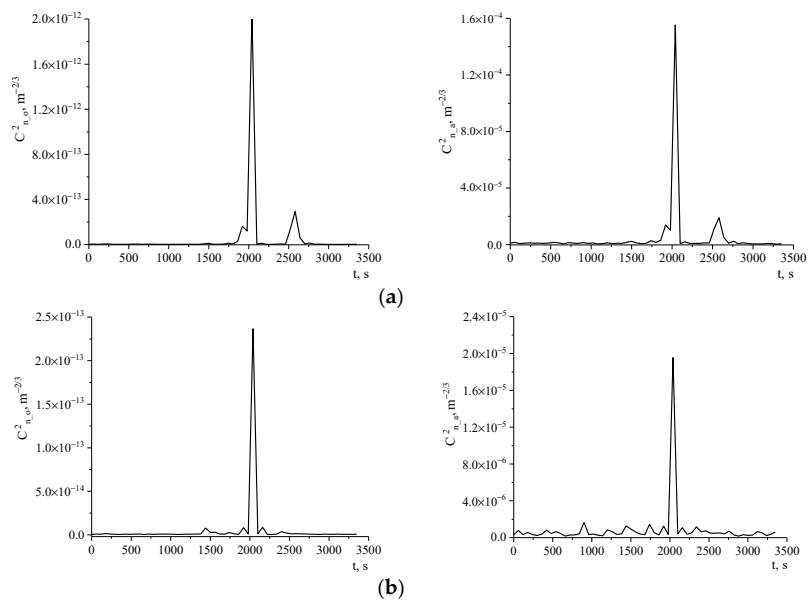 2.0×10⁻¹²
1.6×10⁻¹²
1.2×10⁻¹²
8.0×10⁻¹³
4.0×10⁻¹³
0.0
C²n_o, m⁻²/³
0 500 1000 1500 2000 2500 3000 3500
t, s
1.6×10⁻⁴
1.2×10⁻⁴
8.0×10⁻⁵
4.0×10⁻⁵
0.0
C²n_a, m⁻²/³
0 500 1000 1500 2000 2500 3000 3500
t, s
(a)
2.5×10⁻¹³
2.0×10⁻¹³
1.5×10⁻¹³
1.0×10⁻¹³
5.0×10⁻¹⁴
0.0
C²n_o, m⁻²/³
0 500 1000 1500 2000 2500 3000 3500
t, s
2.4×10⁻⁵
2.0×10⁻⁵
1.6×10⁻⁵
1.2×10⁻⁵
8.0×10⁻⁶
4.0×10⁻⁶
0.0
C²n_a, m⁻²/³
0 500 1000 1500 2000 2500 3000 3500
t, s
(b)